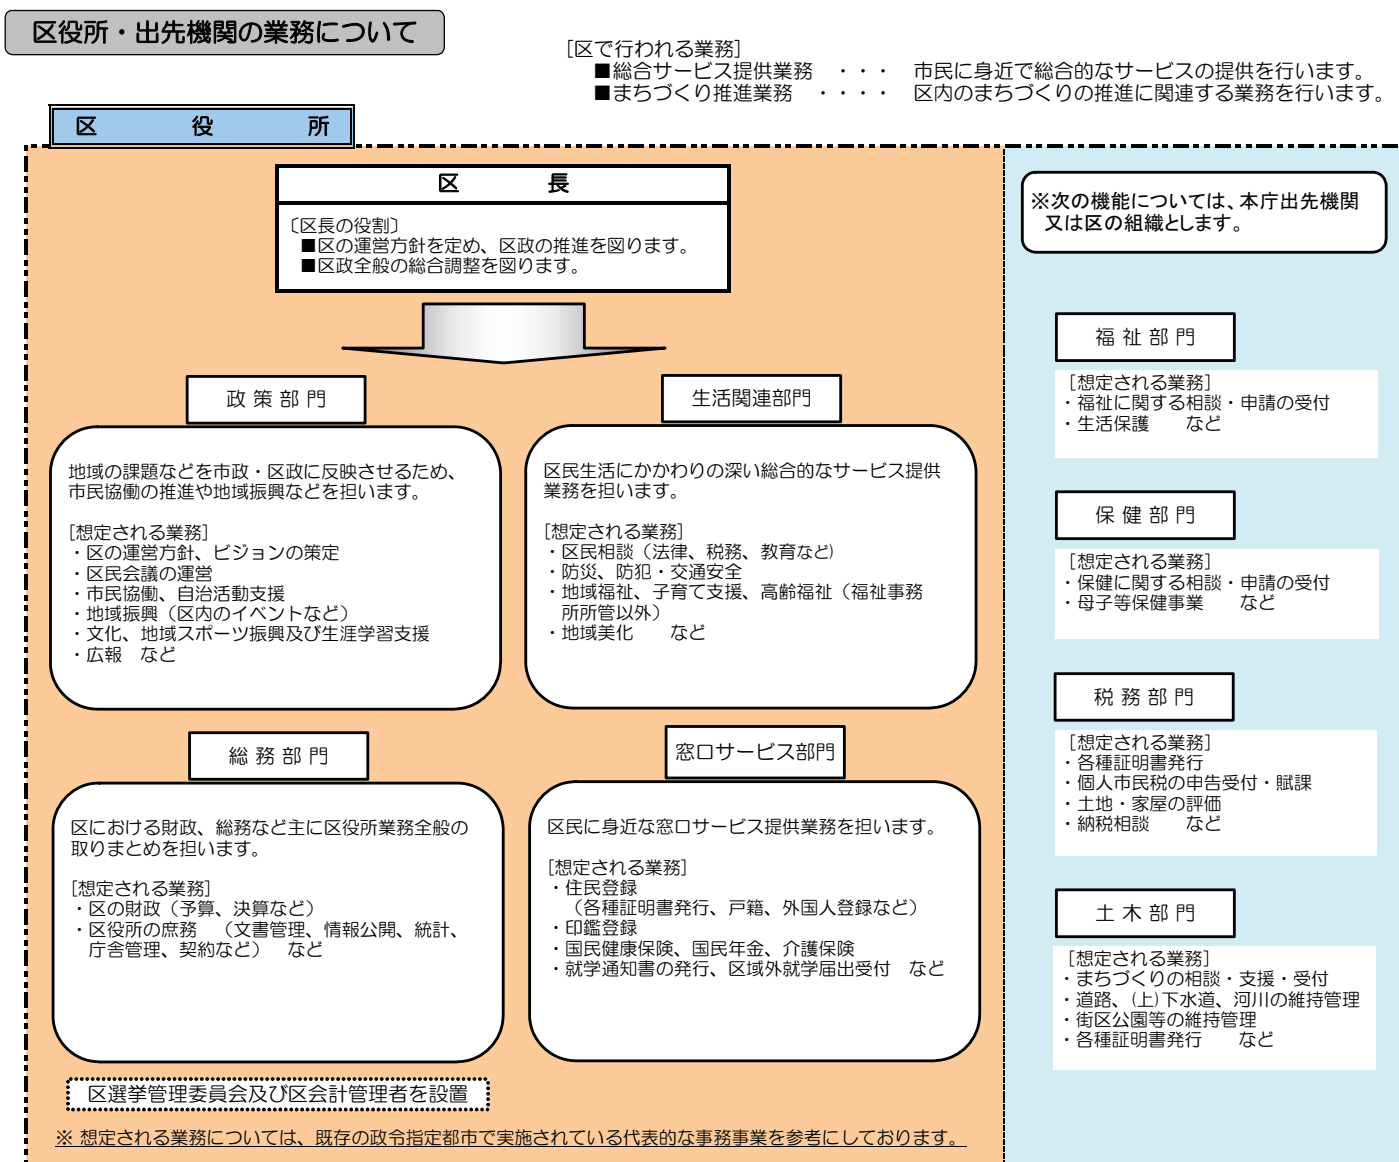 区役所・出先機関の業務について
［区で行われる業務］
■総合サービス提供業務　・・・　市民に身近で総合的なサービスの提供を行います。
■まちづくり推進業務　・・・・　区内のまちづくりの推進に関連する業務を行います。
区　役　所
区　長
〔区長の役割〕
■区の運営方針を定め、区政の推進を図ります。
■区政全般の総合調整を図ります。
政策部門
地域の課題などを市政・区政に反映させるため、
市民協働の推進や地域振興などを担います。
［想定される業務］
・区の運営方針、ビジョンの策定
・区民会議の運営
・市民協働、自治活動支援
・地域振興（区内のイベントなど）
・文化、地域スポーツ振興及び生涯学習支援
・広報　など
生活関連部門
区民生活にかかわりの深い総合的なサービス提供
業務を担います。
［想定される業務］
・区民相談（法律、税務、教育など）
・防災、防犯・交通安全
・地域福祉、子育て支援、高齢福祉（福祉事務
所所管以外）
・地域美化　　など
総務部門
区における財政、総務など主に区役所業務全般の
取りまとめを担います。
［想定される業務］
・区の財政（予算、決算など）
・区役所の庶務　（文書管理、情報公開、統計、
庁舎管理、契約など）　など
窓口サービス部門
区民に身近な窓口サービス提供業務を担います。
［想定される業務］
・住民登録
（各種証明書発行、戸籍、外国人登録など）
・印鑑登録
・国民健康保険、国民年金、介護保険
・就学通知書の発行、区域外就学届出受付　など
区選挙管理委員会及び区会計管理者を設置
※ 想定される業務については、既存の政令指定都市で実施されている代表的な事務事業を参考にしております。
※次の機能については、本庁出先機関
又は区の組織とします。
福祉部門
［想定される業務］
・福祉に関する相談・申請の受付
・生活保護　　など
保健部門
［想定される業務］
・保健に関する相談・申請の受付
・母子等保健事業　　など
税務部門
［想定される業務］
・各種証明書発行
・個人市民税の申告受付・賦課
・土地・家屋の評価
・納税相談　　など
土木部門
［想定される業務］
・まちづくりの相談・支援・受付
・道路、(上)下水道、河川の維持管理
・街区公園等の維持管理
・各種証明書発行　　など